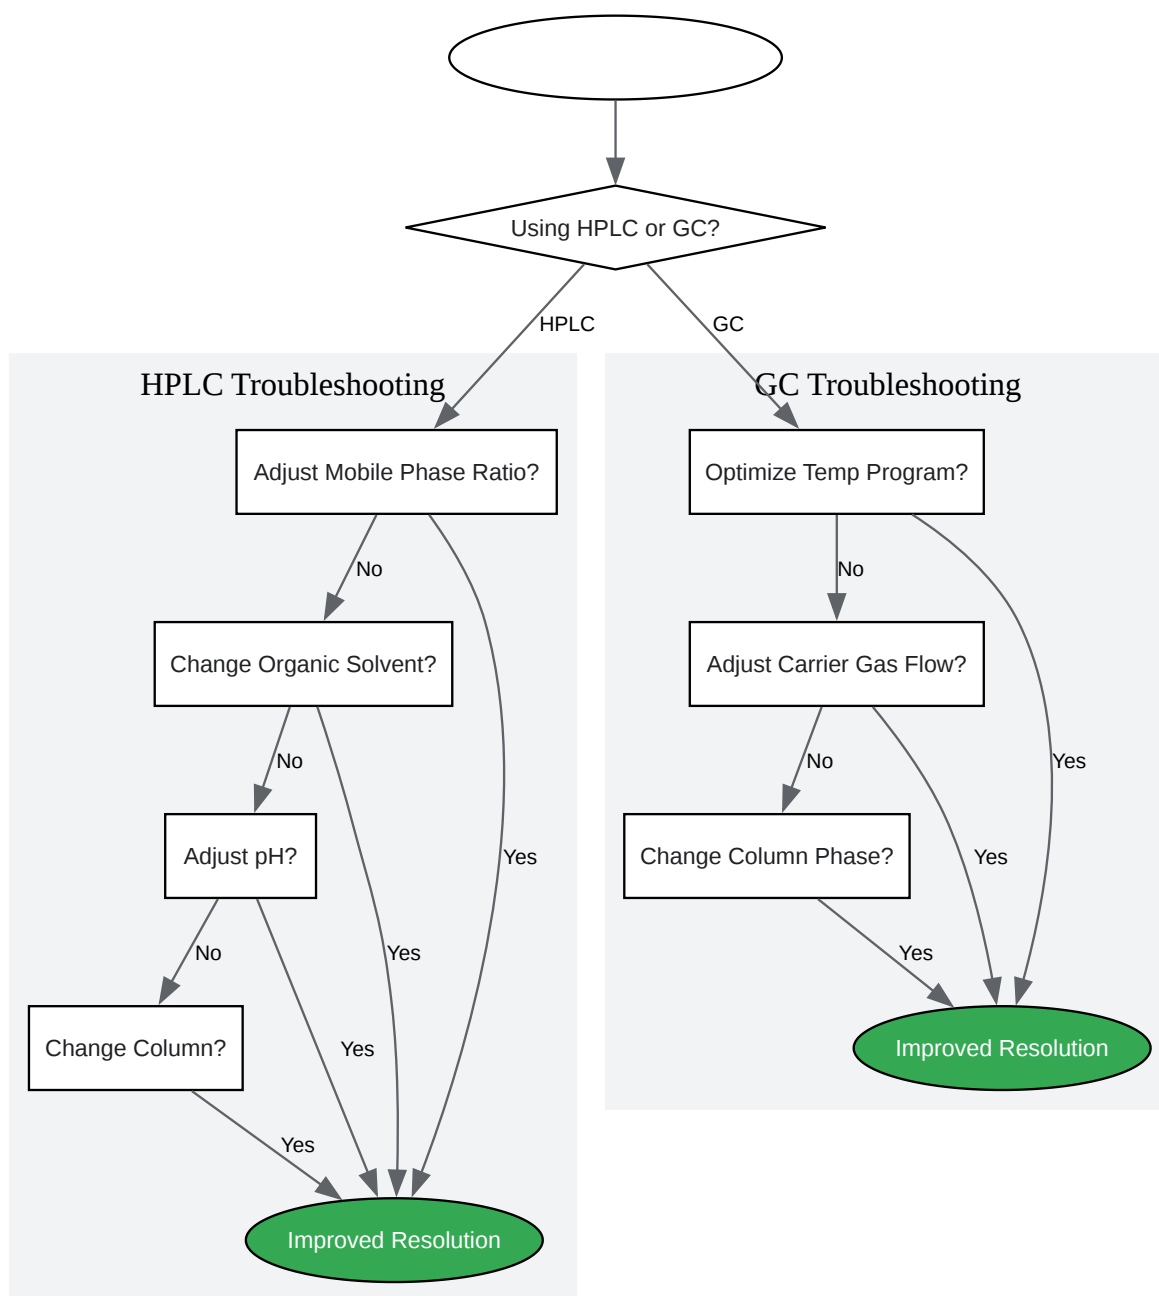 Using HPLC or GC?
HPLC
GC
HPLC Troubleshooting
Adjust Mobile Phase Ratio?
No
Change Organic Solvent?
No
Yes
Adjust pH?
No
Yes
Yes
Change Column?
Yes
Improved Resolution
GC Troubleshooting
Optimize Temp Program?
No
Adjust Carrier Gas Flow?
No
Yes
Change Column Phase?
Yes
Yes
Improved Resolution